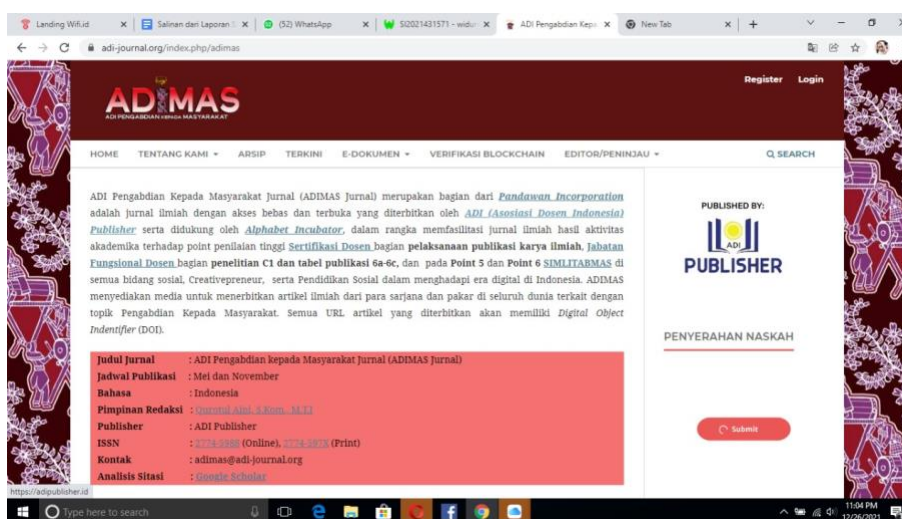 Landing Wifi.id
Salinan dari Laporan
(52) WhatsApp
SI2021431571 - widur
ADI Pengabdian Kepa
New Tab
adi-journal.org/index.php/adimas
Register Login
ADIMAS
ADI PENGABDIAN KEPADA MASYARAKAT
HOME TENTANG KAMI ARSIP TERKINI E-DOKUMEN VERIFIKASI BLOCKCHAIN EDITOR/PENINJAU SEARCH
ADI Pengabdian Kepada Masyarakat Jurnal (ADIMAS Jurnal) merupakan bagian dari Pandawan Incorporation
adalah jurnal ilmiah dengan akses bebas dan terbuka yang diterbitkan oleh ADI (Asosiasi Dosen Indonesia)
Publisher serta didukung oleh Alphabet Incubator, dalam rangka memfasilitasi jurnal ilmiah hasil aktivitas
akademika terhadap point penilaian tinggi Sertifikasi Dosen bagian pelaksanaan publikasi karya ilmiah, Jabatan
Fungsional Dosen bagian penelitian C1 dan tabel publikasi 6a-6c, dan pada Point 5 dan Point 6 SIMLITABMAS di
semua bidang sosial, Creativepreneur, serta Pendidikan Sosial dalam menghadapi era digital di Indonesia. ADIMAS
menyediakan media untuk menerbitkan artikel ilmiah dari para sarjana dan pakar di seluruh dunia terkait dengan
topik Pengabdian Kepada Masyarakat. Semua URL artikel yang diterbitkan akan memiliki Digital Object
Indentifier (DOI).
Judul Jurnal : ADI Pengabdian kepada Masyarakat Jurnal (ADIMAS Jurnal)
Jadwal Publikasi : Mei dan November
Bahasa : Indonesia
Pimpinan Redaksi : Qurotul Aini, S.Kom., M.T.I
Publisher : ADI Publisher
ISSN : 2774-5988 (Online), 2774-5978 (Print)
Kontak : adimas@adi-journal.org
Analisis Sitasi : Google Scholar
PUBLISHED BY:
ADI
PUBLISHER
PENYERAHAN NASKAH
Submit
https://adipublisher.id
Type here to search
11:04 PM
12/26/2021